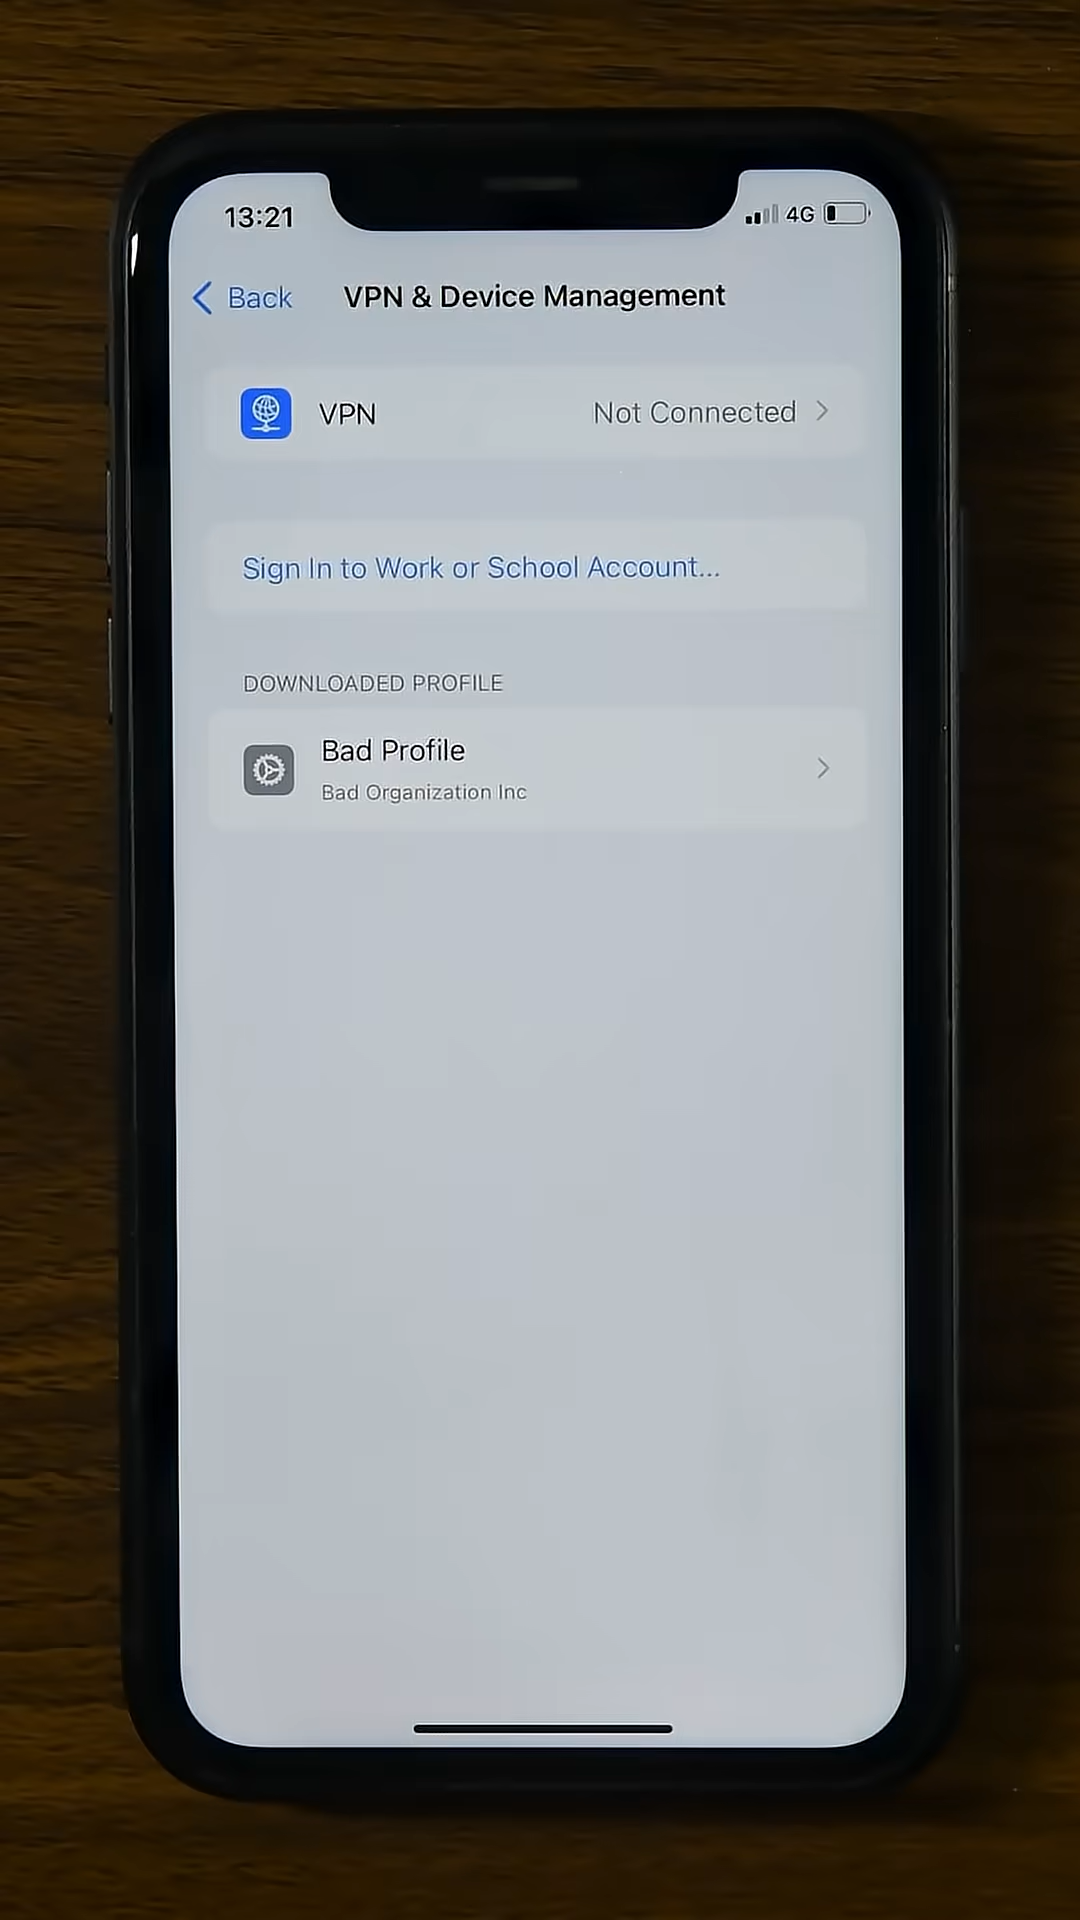 13:21
4G
Back
VPN & Device Management
VPN
Not Connected
Sign In to Work or School Account...
DOWNLOADED PROFILE
Bad Profile
Bad Organization Inc